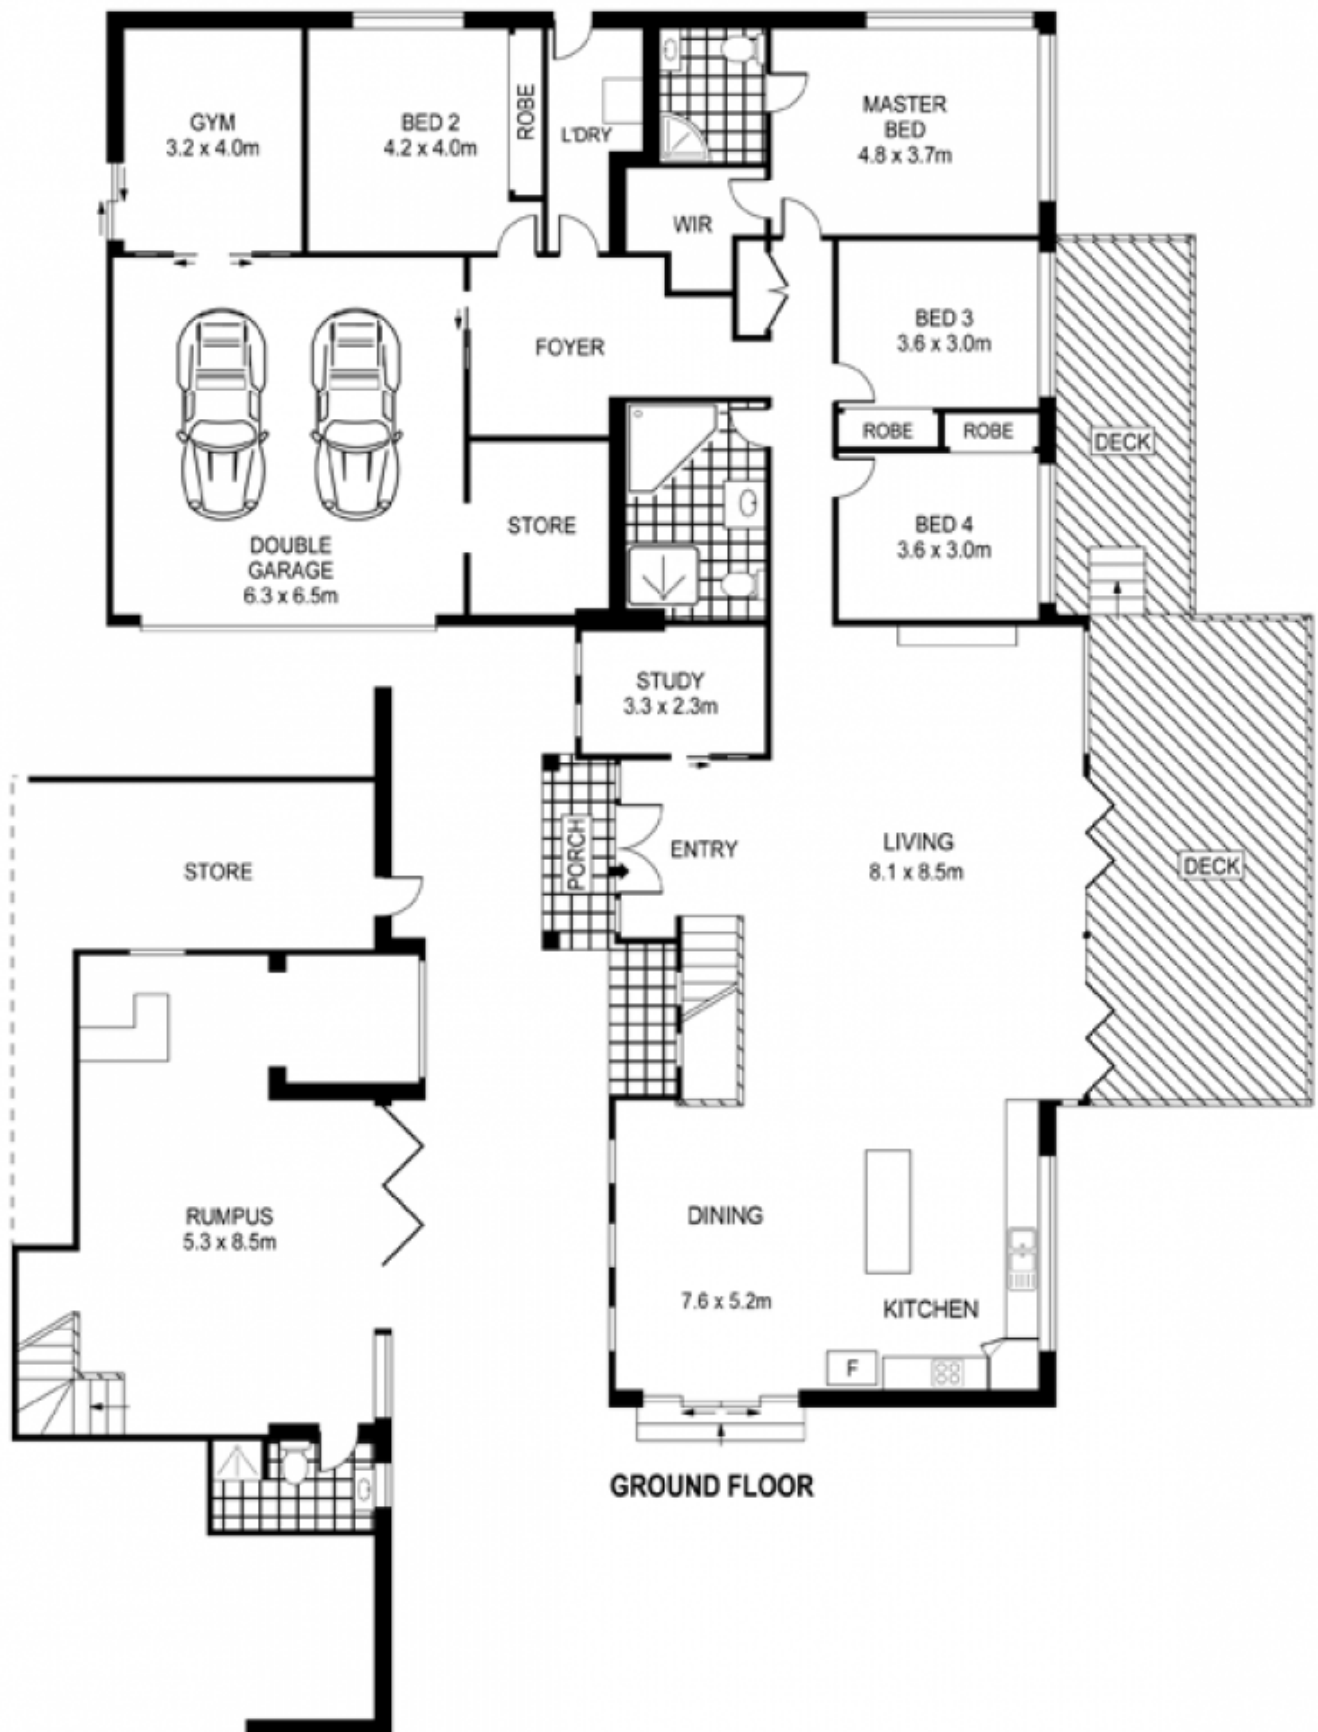 GYM
3.2 x 4.0m
BED 2
4.2 x 4.0m
ROBE
L'DRY
MASTER
BED
4.8 x 3.7m
WIR
FOYER
BED 3
3.6 x 3.0m
ROBE
ROBE
DECK
DOUBLE
GARAGE
6.3 x 6.5m
STORE
BED 4
3.6 x 3.0m
STUDY
3.3 x 2.3m
STORE
PORCH
ENTRY
LIVING
8.1 x 8.5m
DECK
RUMPUS
5.3 x 8.5m
DINING
7.6 x 5.2m
KITCHEN
F
GROUND FLOOR